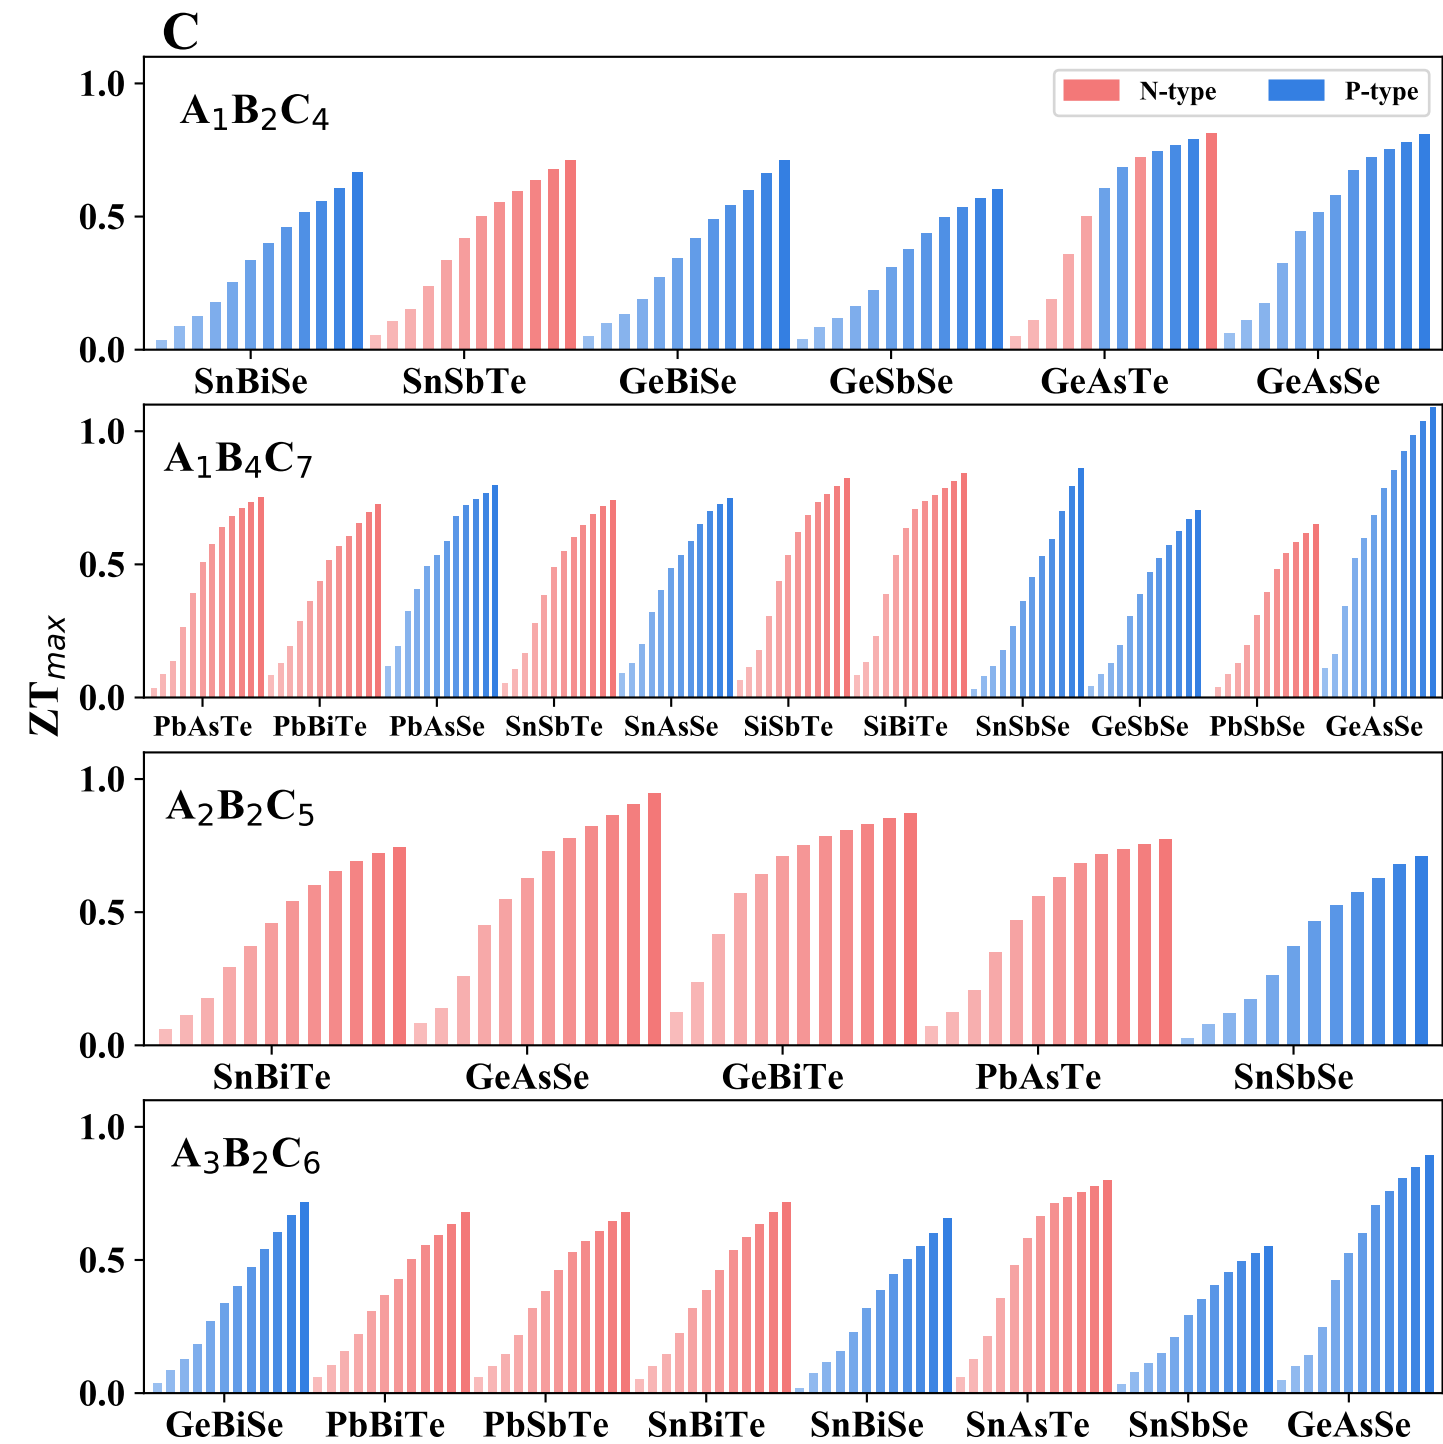 C
A₁B₂C₄
N-type P-type
1.0
0.5
0.0
SnBiSe SnSbTe GeBiSe GeSbSe GeAsTe GeAsSe
A₁B₄C₇
1.0
0.5
0.0
PbAsTe PbBiTe PbAsSe SnSbTe SnAsSe SiSbTe SiBiTe SnSbSe GeSbSe PbSbSe GeAsSe
ZTmax
A₂B₂C₅
1.0
0.5
0.0
SnBiTe GeAsSe GeBiTe PbAsTe SnSbSe
A₃B₂C₆
1.0
0.5
0.0
GeBiSe PbBiTe PbSbTe SnBiTe SnBiSe SnAsTe SnSbSe GeAsSe